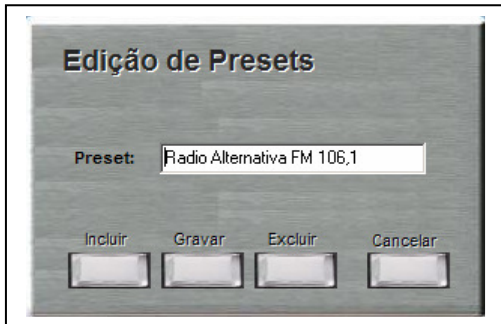 Edição de Presets
Preset: Radio Alternativa FM 106,1
Incluir Gravar Excluir Cancelar